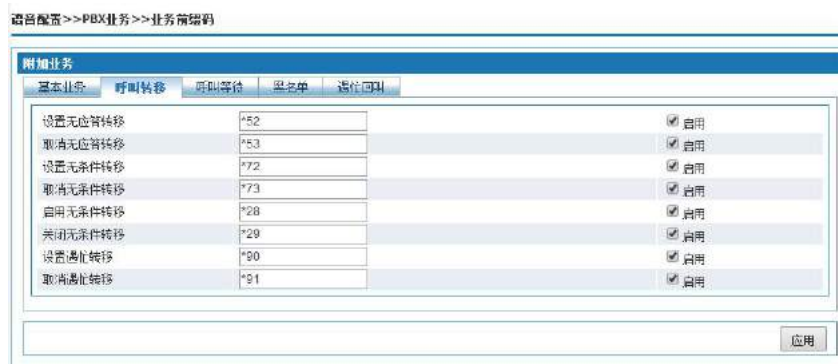 语音配置>>PBX业务>>业务前缀码
附加业务
基本业务 呼叫转移 呼叫等待 黑名单 遇忙回叫
设置无应答转移 *52 启用
取消无应答转移 *53 启用
设置无条件转移 *72 启用
取消无条件转移 *73 启用
启用无条件转移 *28 启用
关闭无条件转移 *29 启用
设置遇忙转移 *90 启用
取消遇忙转移 *91 启用
应用